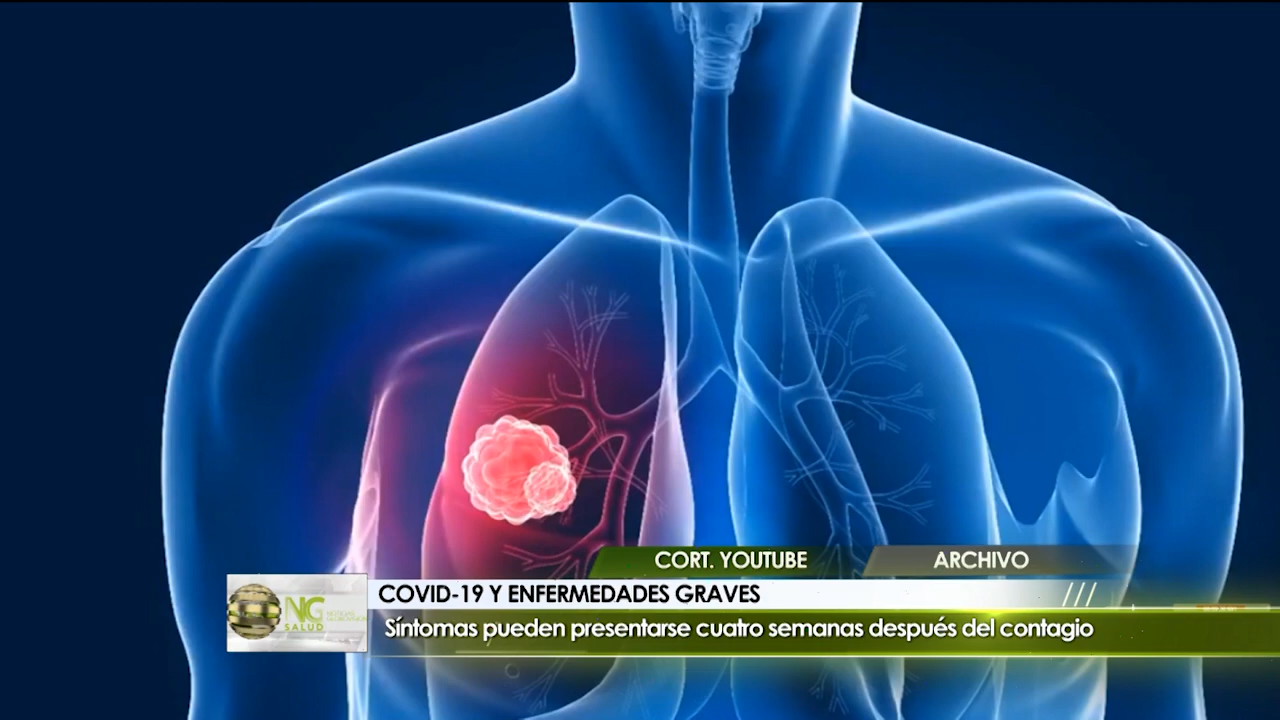 CORT. YOUTUBE
ARCHIVO
COVID-19 Y ENFERMEDADES GRAVES
NG
SALUD
Síntomas pueden presentarse cuatro semanas después del contagio